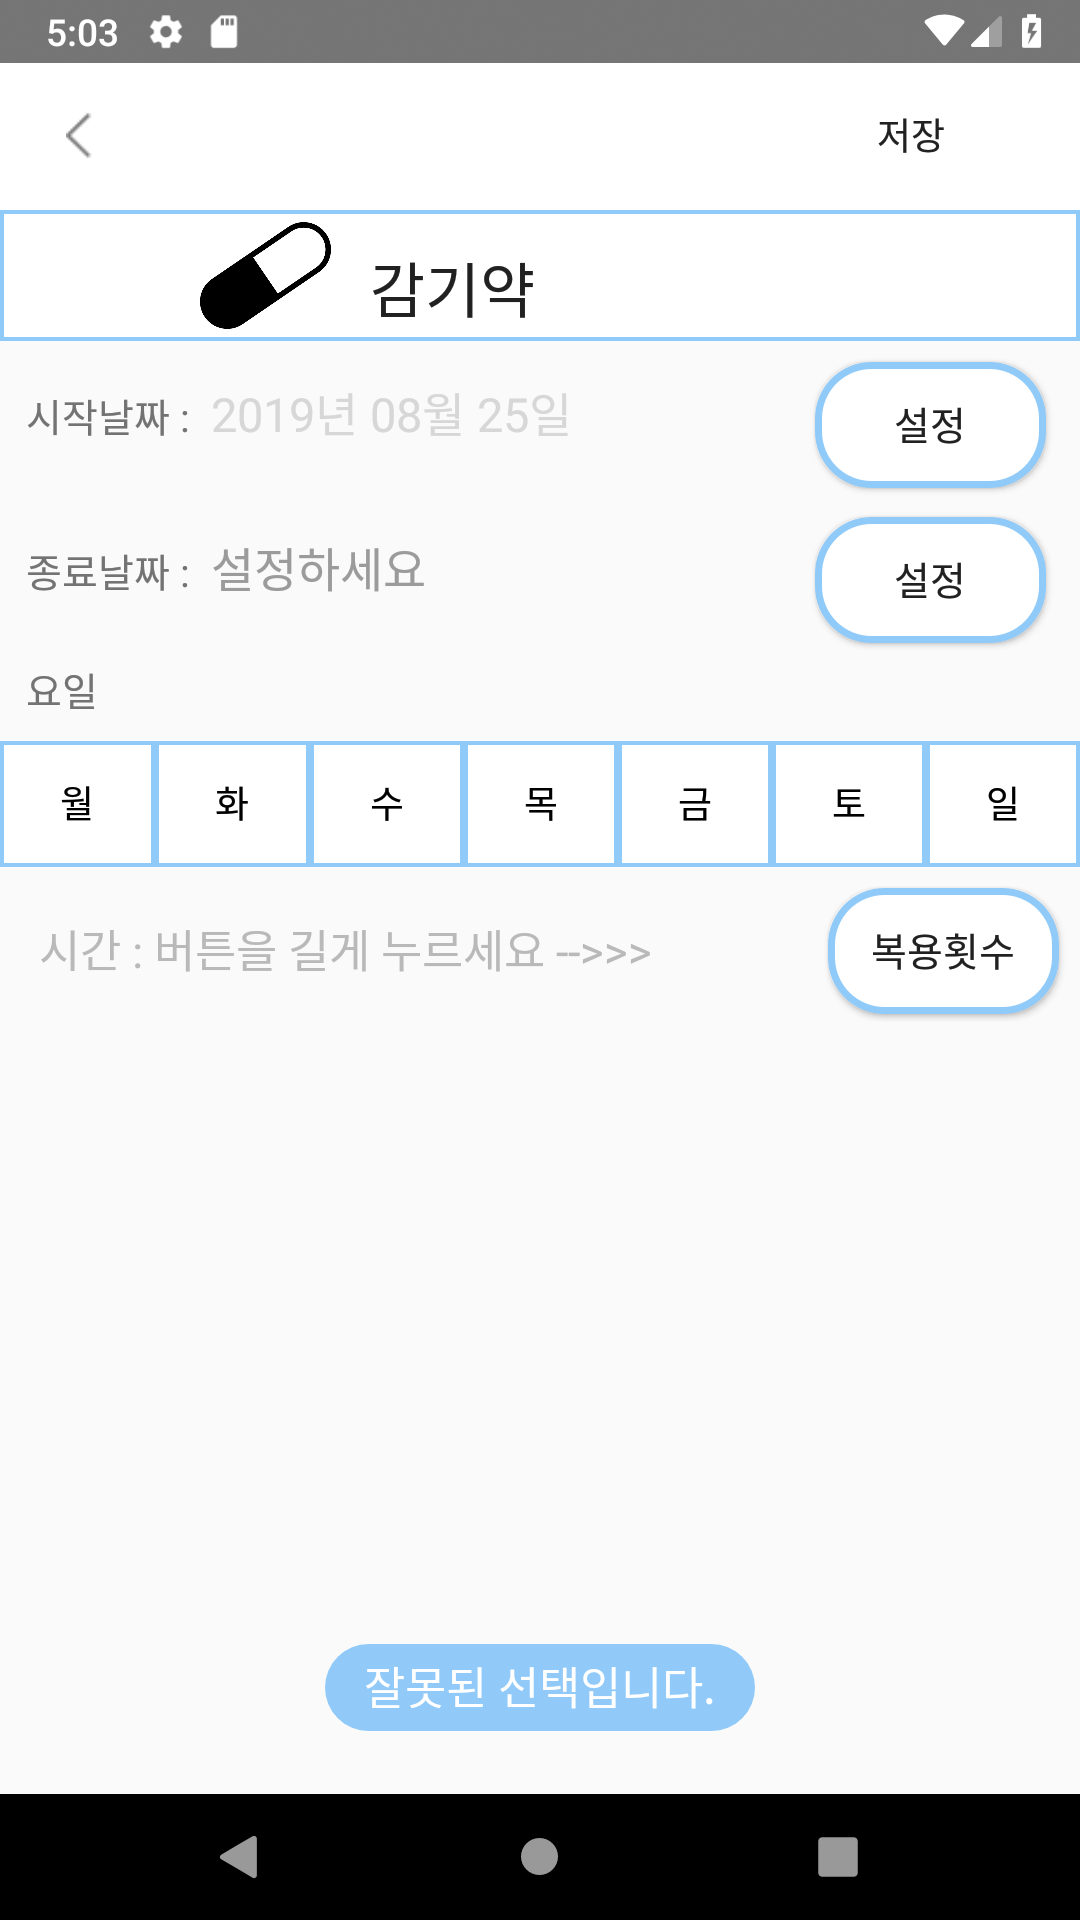 5:03
저장
감기약
시작날짜 : 2019년 08월 25일 설정
종료날짜 : 설정하세요 설정
요일
월 화 수 목 금 토 일
시간 : 버튼을 길게 누르세요 -->>> 복용횟수
잘못된 선택입니다.